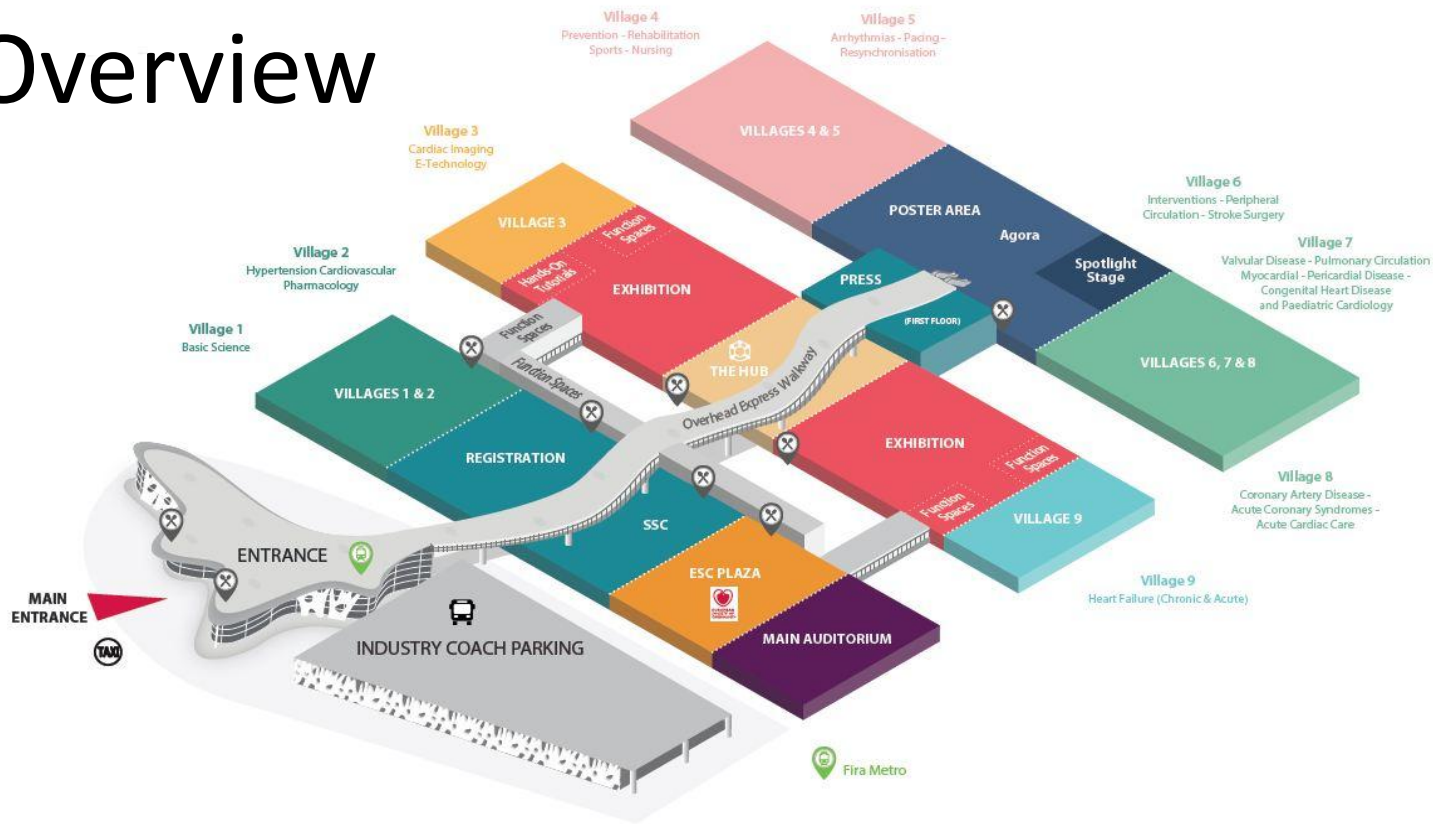 Overview
Village 4
Prevention - Rehabilitation
Sports - Nursing
Village 5
Arrhythmias - Pacing -
Resynchronisation
VILLAGES 4 & 5
Village 3
Cardiac Imaging
E-Technology
VILLAGE 3
Function
Spaces
Hands-On
Tutorials
EXHIBITION
POSTER AREA
Agora
Spotlight
Stage
PRESS
(FIRST FLOOR)
Village 6
Interventions - Peripheral
Circulation - Stroke Surgery
Village 7
Valvular Disease - Pulmonary Circulation
Myocardial - Pericardial Disease -
Congenital Heart Disease
and Paediatric Cardiology
VILLAGES 6, 7 & 8
Village 2
Hypertension Cardiovascular
Pharmacology
Village 1
Basic Science
VILLAGES 1 & 2
Function
Spaces
Function Spaces
THE HUB
Overhead Express Walkway
REGISTRATION
SSC
EXHIBITION
Function
Spaces
Function
Spaces
VILLAGE 9
Village 8
Coronary Artery Disease -
Acute Coronary Syndromes -
Acute Cardiac Care
Village 9
Heart Failure (Chronic & Acute)
ENTRANCE
MAIN
ENTRANCE
TAXI
ESC PLAZA
MAIN AUDITORIUM
INDUSTRY COACH PARKING
Fira Metro